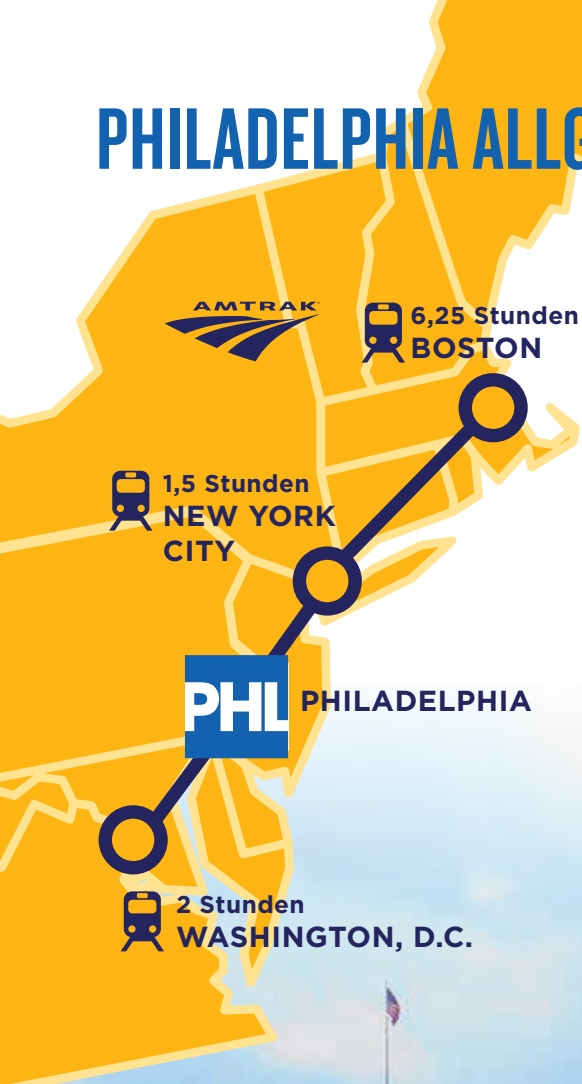 PHILADELPHIA ALLG
AMTRAK
6,25 Stunden
BOSTON
1,5 Stunden
NEW YORK
CITY
PHL
PHILADELPHIA
2 Stunden
WASHINGTON, D.C.